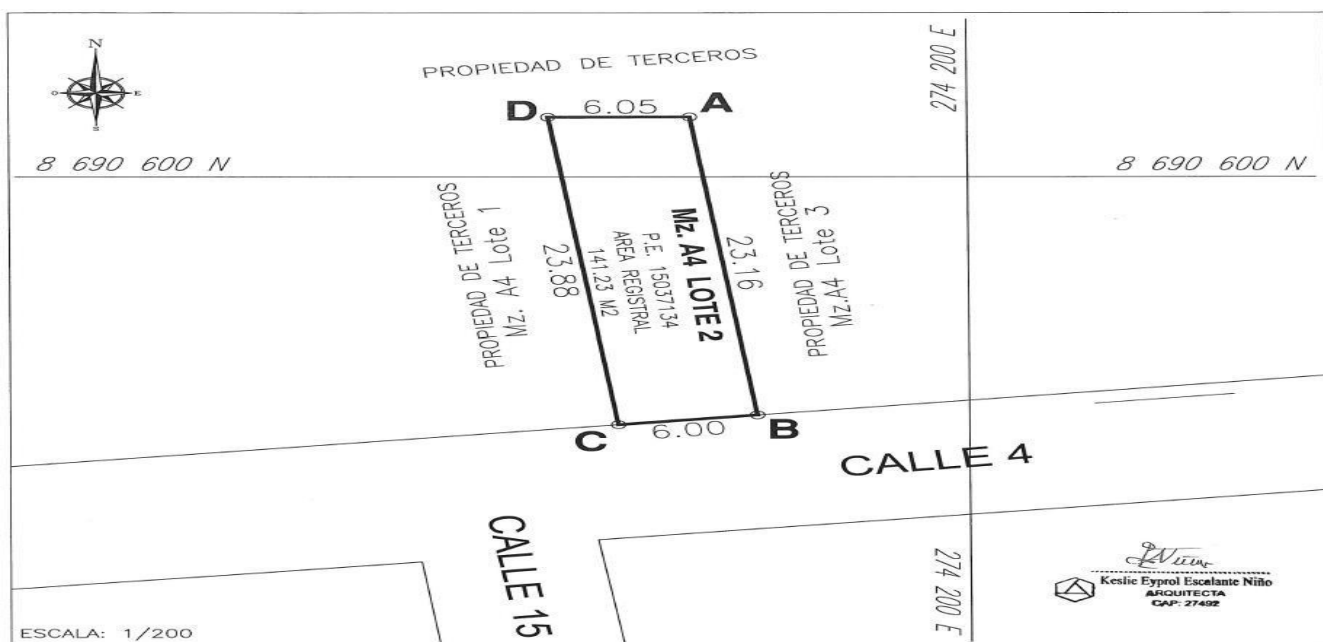 N
O
E
S
PROPIEDAD DE TERCEROS
274 200 E
D
6.05
A
8 690 600 N
8 690 600 N
PROPIEDAD DE TERCEROS
Mz. A4 Lote 1
23.88
141.23 M2
AREA REGISTRAL
P.E. 15037134
Mz. A4 LOTE 2
23.16
PROPIEDAD DE TERCEROS
Mz.A4 Lote 3
C
6.00
B
CALLE 4
CALLE 15
274 200 E
Keslie Eyprol Escalante Niño
ARQUITECTA
CAP: 27492
ESCALA: 1/200